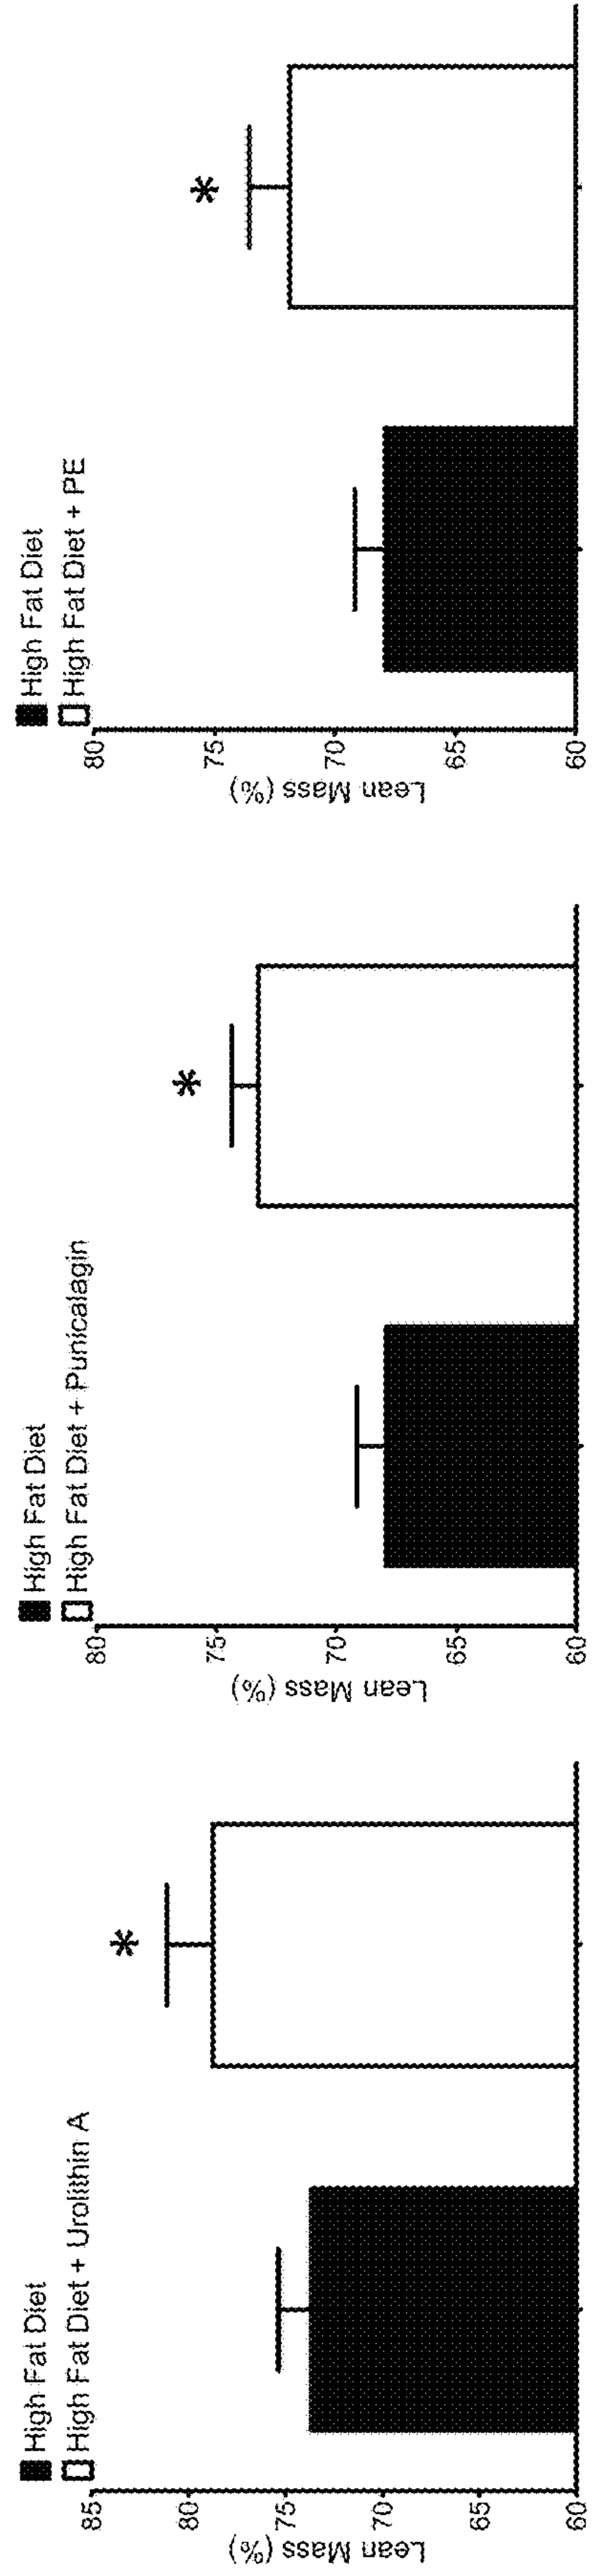 High Fat Diet
High Fat Diet + Urolithin A
85
80
75
70
65
60
Lean Mass (%)
*
High Fat Diet
High Fat Diet + Punicalagin
80
75
70
65
60
Lean Mass (%)
*
High Fat Diet
High Fat Diet + PE
80
75
70
65
60
Lean Mass (%)
*